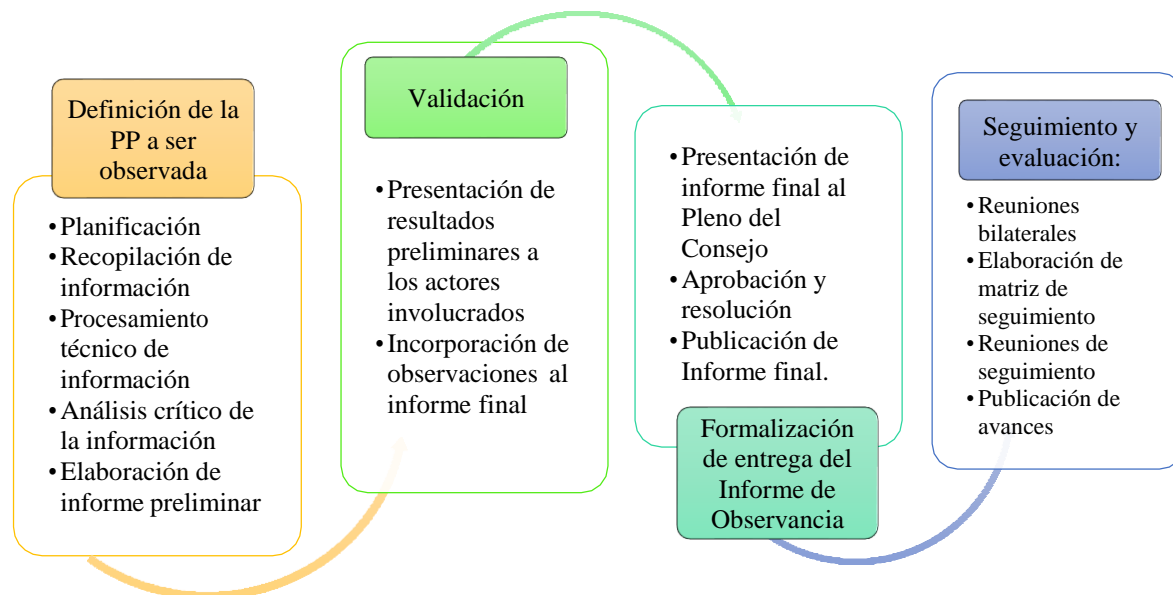 Definición de la
PP a ser
observada
• Planificación
• Recopilación de
información
• Procesamiento
técnico de
información
• Análisis crítico de
la información
• Elaboración de
informe preliminar
Validación
• Presentación de
resultados
preliminares a
los actores
involucrados
• Incorporación de
observaciones al
informe final
• Presentación de
informe final al
Pleno del
Consejo
• Aprobación y
resolución
• Publicación de
Informe final.
Formalización
de entrega del
Informe de
Observancia
Seguimiento y
evaluación:
• Reuniones
bilaterales
• Elaboración de
matriz de
seguimiento
• Reuniones de
seguimiento
• Publicación de
avances